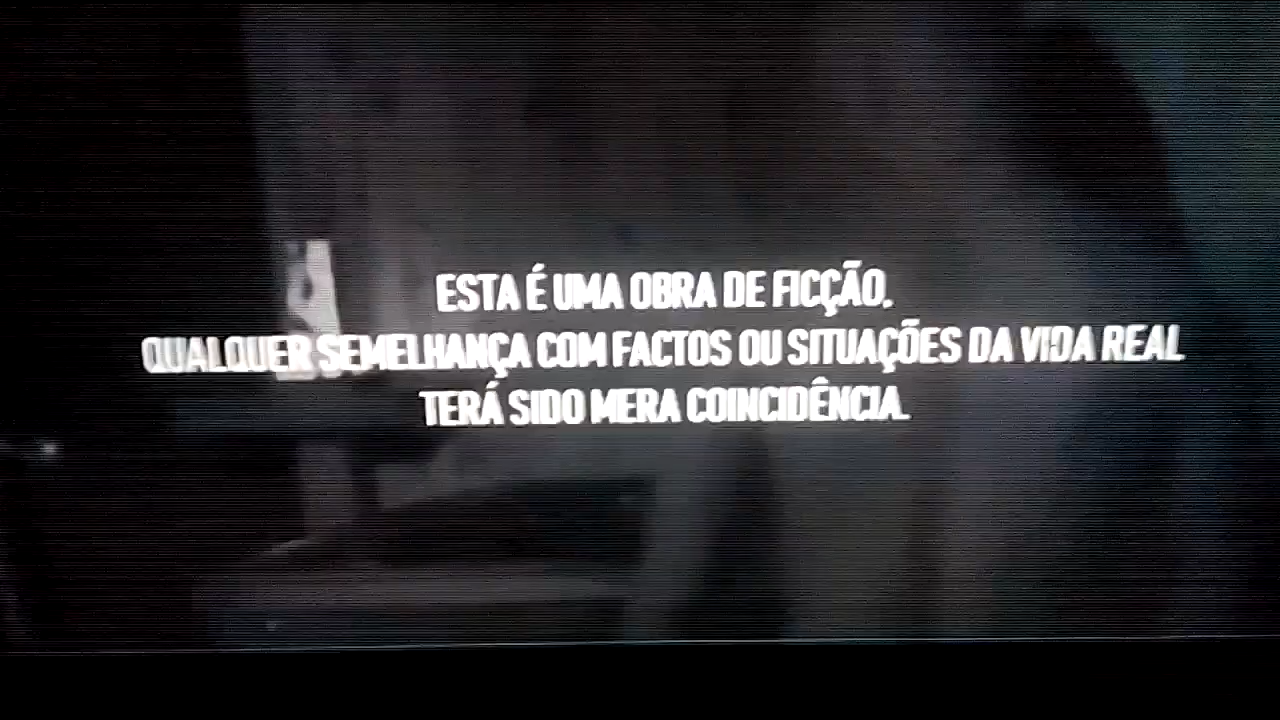 ESTA É UMA OBRA DE FICÇÃO.
QUALQUER SEMELHANÇA COM FACTOS OU SITUAÇÕES DA VIDA REAL
TERÁ SIDO MERA COINCIDÊNCIA.